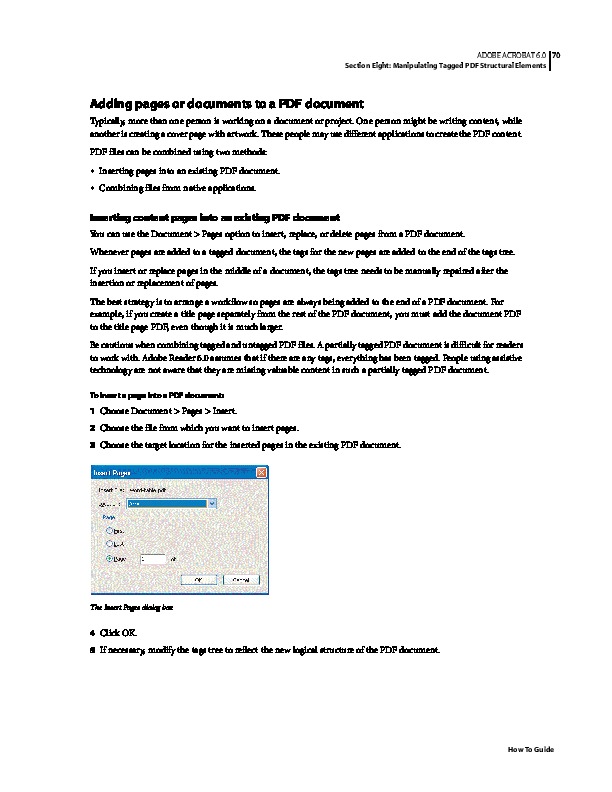 ADOBE ACROBAT 6.0 70
Section Eight: Manipulating Tagged PDF Structural Elements
Adding pages or documents to a PDF document
Typically, more than one person is working on a document or project. One person might be writing content, while
another is creating a cover page with artwork. These people may use different applications to create the PDF content.
PDF files can be combined using two methods:
• Inserting pages into an existing PDF document.
• Combining files from native applications.
Inserting content pages into an existing PDF document
You can use the Document > Pages option to insert, replace, or delete pages from a PDF document.
Whenever pages are added to a tagged document, the tags for the new pages are added to the end of the tags tree.
If you insert or replace pages in the middle of a document, the tags tree needs to be manually repaired after the
insertion or replacement of pages.
The best strategy is to arrange a workflow so pages are always being added to the end of a PDF document. For
example, if you create a title page separately from the rest of the PDF document, you must add the document PDF
to the title page PDF, even though it is much larger.
Be cautious when combining tagged and untagged PDF files. A partially tagged PDF document is difficult for readers
to work with. Adobe Reader 6.0 assumes that if there are any tags, everything has been tagged. People using assistive
technology are not aware that they are missing valuable content in such a partially tagged PDF document.
To insert a page into a PDF document:
1 Choose Document > Pages > Insert.
2 Choose the file from which you want to insert pages.
3 Choose the target location for the inserted pages in the existing PDF document.
Insert Pages
Insert File: word-table.pdf
After
Page
First
Last
Page: 1 of
OK Cancel
The Insert Pages dialog box
4 Click OK.
5 If necessary, modify the tags tree to reflect the new logical structure of the PDF document.
How To Guide